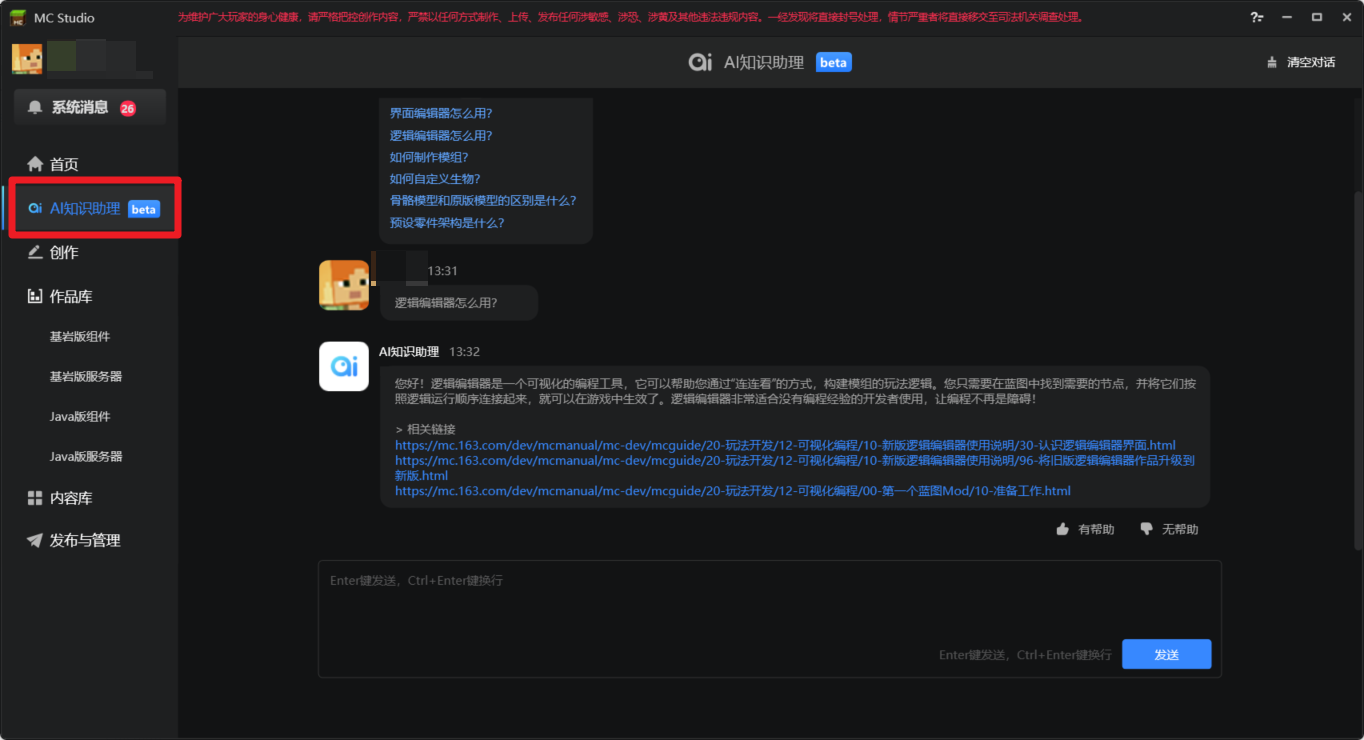 MC Studio
为维护广大玩家的身心健康，请严格把控创作内容，严禁以任何方式制作、上传、发布任何涉敏感、涉恐、涉黄及其他违法违规内容。一经发现将直接封号处理，情节严重者将直接移交至司法机关调查处理。
系统消息 26
首页
AI知识助理 beta
创作
作品库
基岩版组件
基岩版服务器
Java版组件
Java版服务器
内容库
发布与管理
AI知识助理 beta
清空对话
界面编辑器怎么用?
逻辑编辑器怎么用?
如何制作模组?
如何自定义生物?
骨骼模型和原版模型的区别是什么?
预设零件架构是什么?
13:31
逻辑编辑器怎么用?
AI知识助理 13:32
您好！逻辑编辑器是一个可视化的编程工具，它可以帮助您通过"连连看"的方式，构建模组的玩法逻辑。您只需要在蓝图中找到需要的节点，并将它们按
照逻辑运行顺序连接起来，就可以在游戏中生效了。逻辑编辑器非常适合没有编程经验的开发者使用，让编程不再是障碍！
> 相关链接
https://mc.163.com/dev/mcmanual/mc-dev/mcguide/20-玩法开发/12-可视化编程/10-新版逻辑编辑器使用说明/30-认识逻辑编辑器界面.html
https://mc.163.com/dev/mcmanual/mc-dev/mcguide/20-玩法开发/12-可视化编程/10-新版逻辑编辑器使用说明/96-将旧版逻辑编辑器作品升级到
新版.html
https://mc.163.com/dev/mcmanual/mc-dev/mcguide/20-玩法开发/12-可视化编程/00-第一个蓝图Mod/10-准备工作.html
有帮助 无帮助
Enter键发送，Ctrl+Enter键换行
Enter键发送，Ctrl+Enter键换行 发送